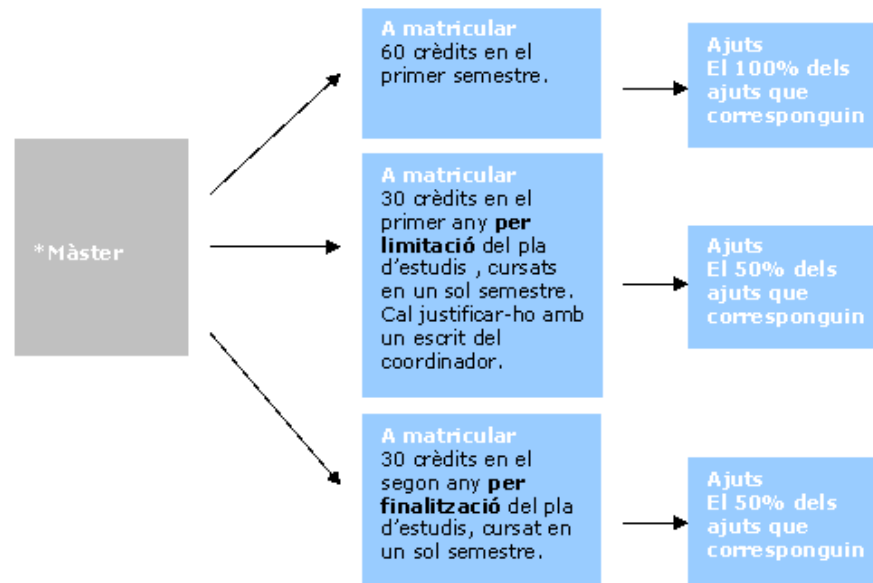 *Màster
A matricular
60 crèdits en el
primer semestre.
Ajuts
El 100% dels
ajuts que
corresponguin
A matricular
30 crèdits en el
primer any per
limitació del pla
d'estudis , cursats
en un sol semestre.
Cal justificar-ho amb
un escrit del
coordinador.
Ajuts
El 50% dels
ajuts que
corresponguin
A matricular
30 crèdits en el
segon any per
finalització del pla
d'estudis, cursat en
un sol semestre.
Ajuts
El 50% dels
ajuts que
corresponguin